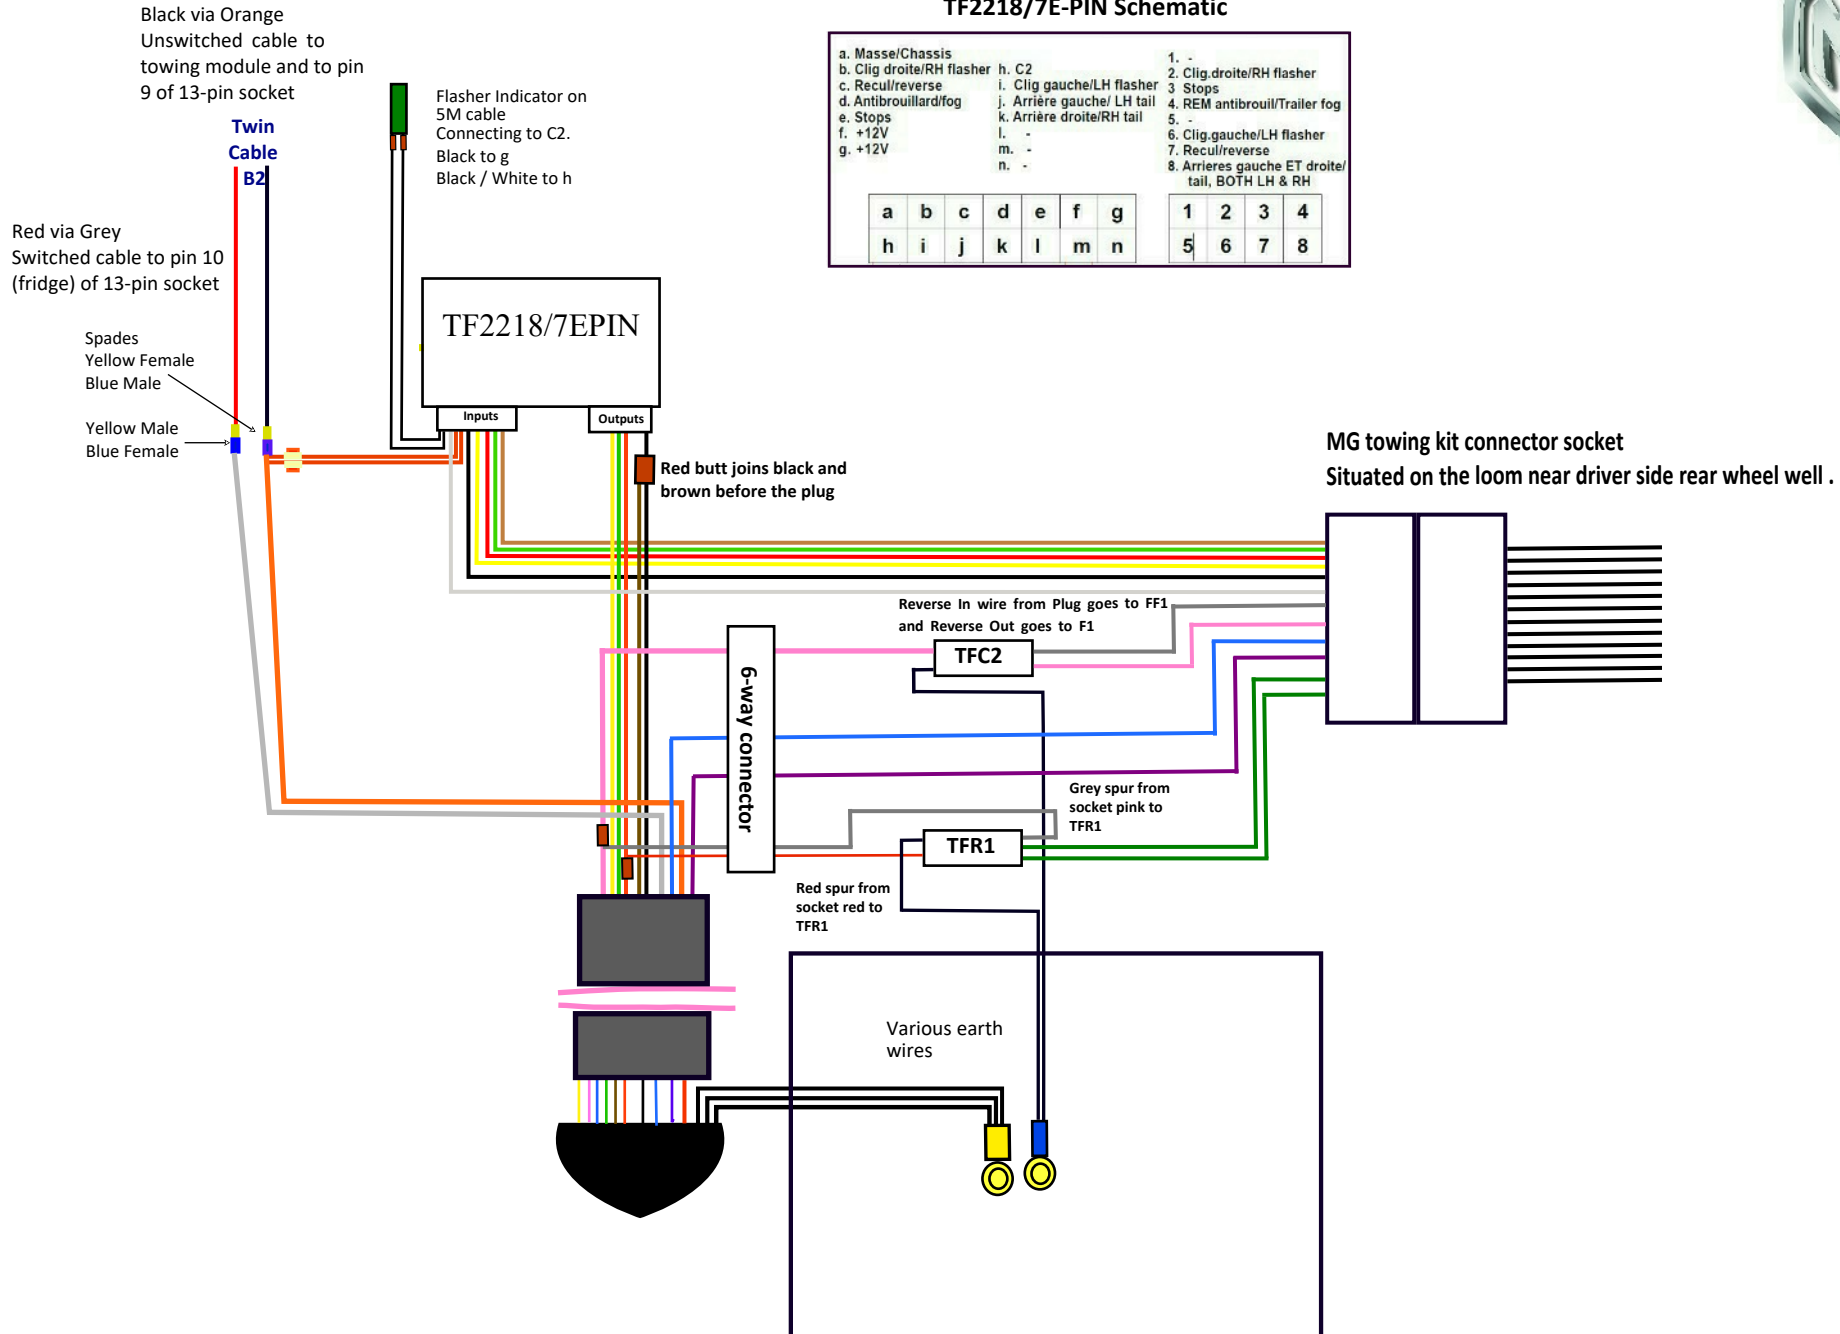 TF2218/7E-PIN Schematic
Black via Orange
Unswitched cable to
towing module and to pin
9 of 13-pin socket
Twin
Cable
B2
Flasher Indicator on
5M cable
Connecting to C2.
Black to g
Black / White to h
a. Masse/Chassis
b. Clig droite/RH flasher
c. Recul/reverse
d. Antibrouillard/fog
e. Stops
f. +12V
g. +12V
h. C2
i. Clig gauche/LH flasher
j. Arrière gauche/ LH tail
k. Arrière droite/RH tail
l. -
m. -
n. -
1. -
2. Clig.droite/RH flasher
3 Stops
4. REM antibrouil/Trailer fog
5. -
6. Clig.gauche/LH flasher
7. Recul/reverse
8. Arrieres gauche ET droite/
tail, BOTH LH & RH
a b c d e f g
h i j k l m n
1 2 3 4
5 6 7 8
Red via Grey
Switched cable to pin 10
(fridge) of 13-pin socket
Spades
Yellow Female
Blue Male
Yellow Male
Blue Female
TF2218/7EPIN
Inputs
Outputs
Red butt joins black and
brown before the plug
MG towing kit connector socket
Situated on the loom near driver side rear wheel well .
Reverse In wire from Plug goes to FF1
and Reverse Out goes to F1
TFC2
6-way connector
Grey spur from
socket pink to
TFR1
TFR1
Red spur from
socket red to
TFR1
Various earth
wires